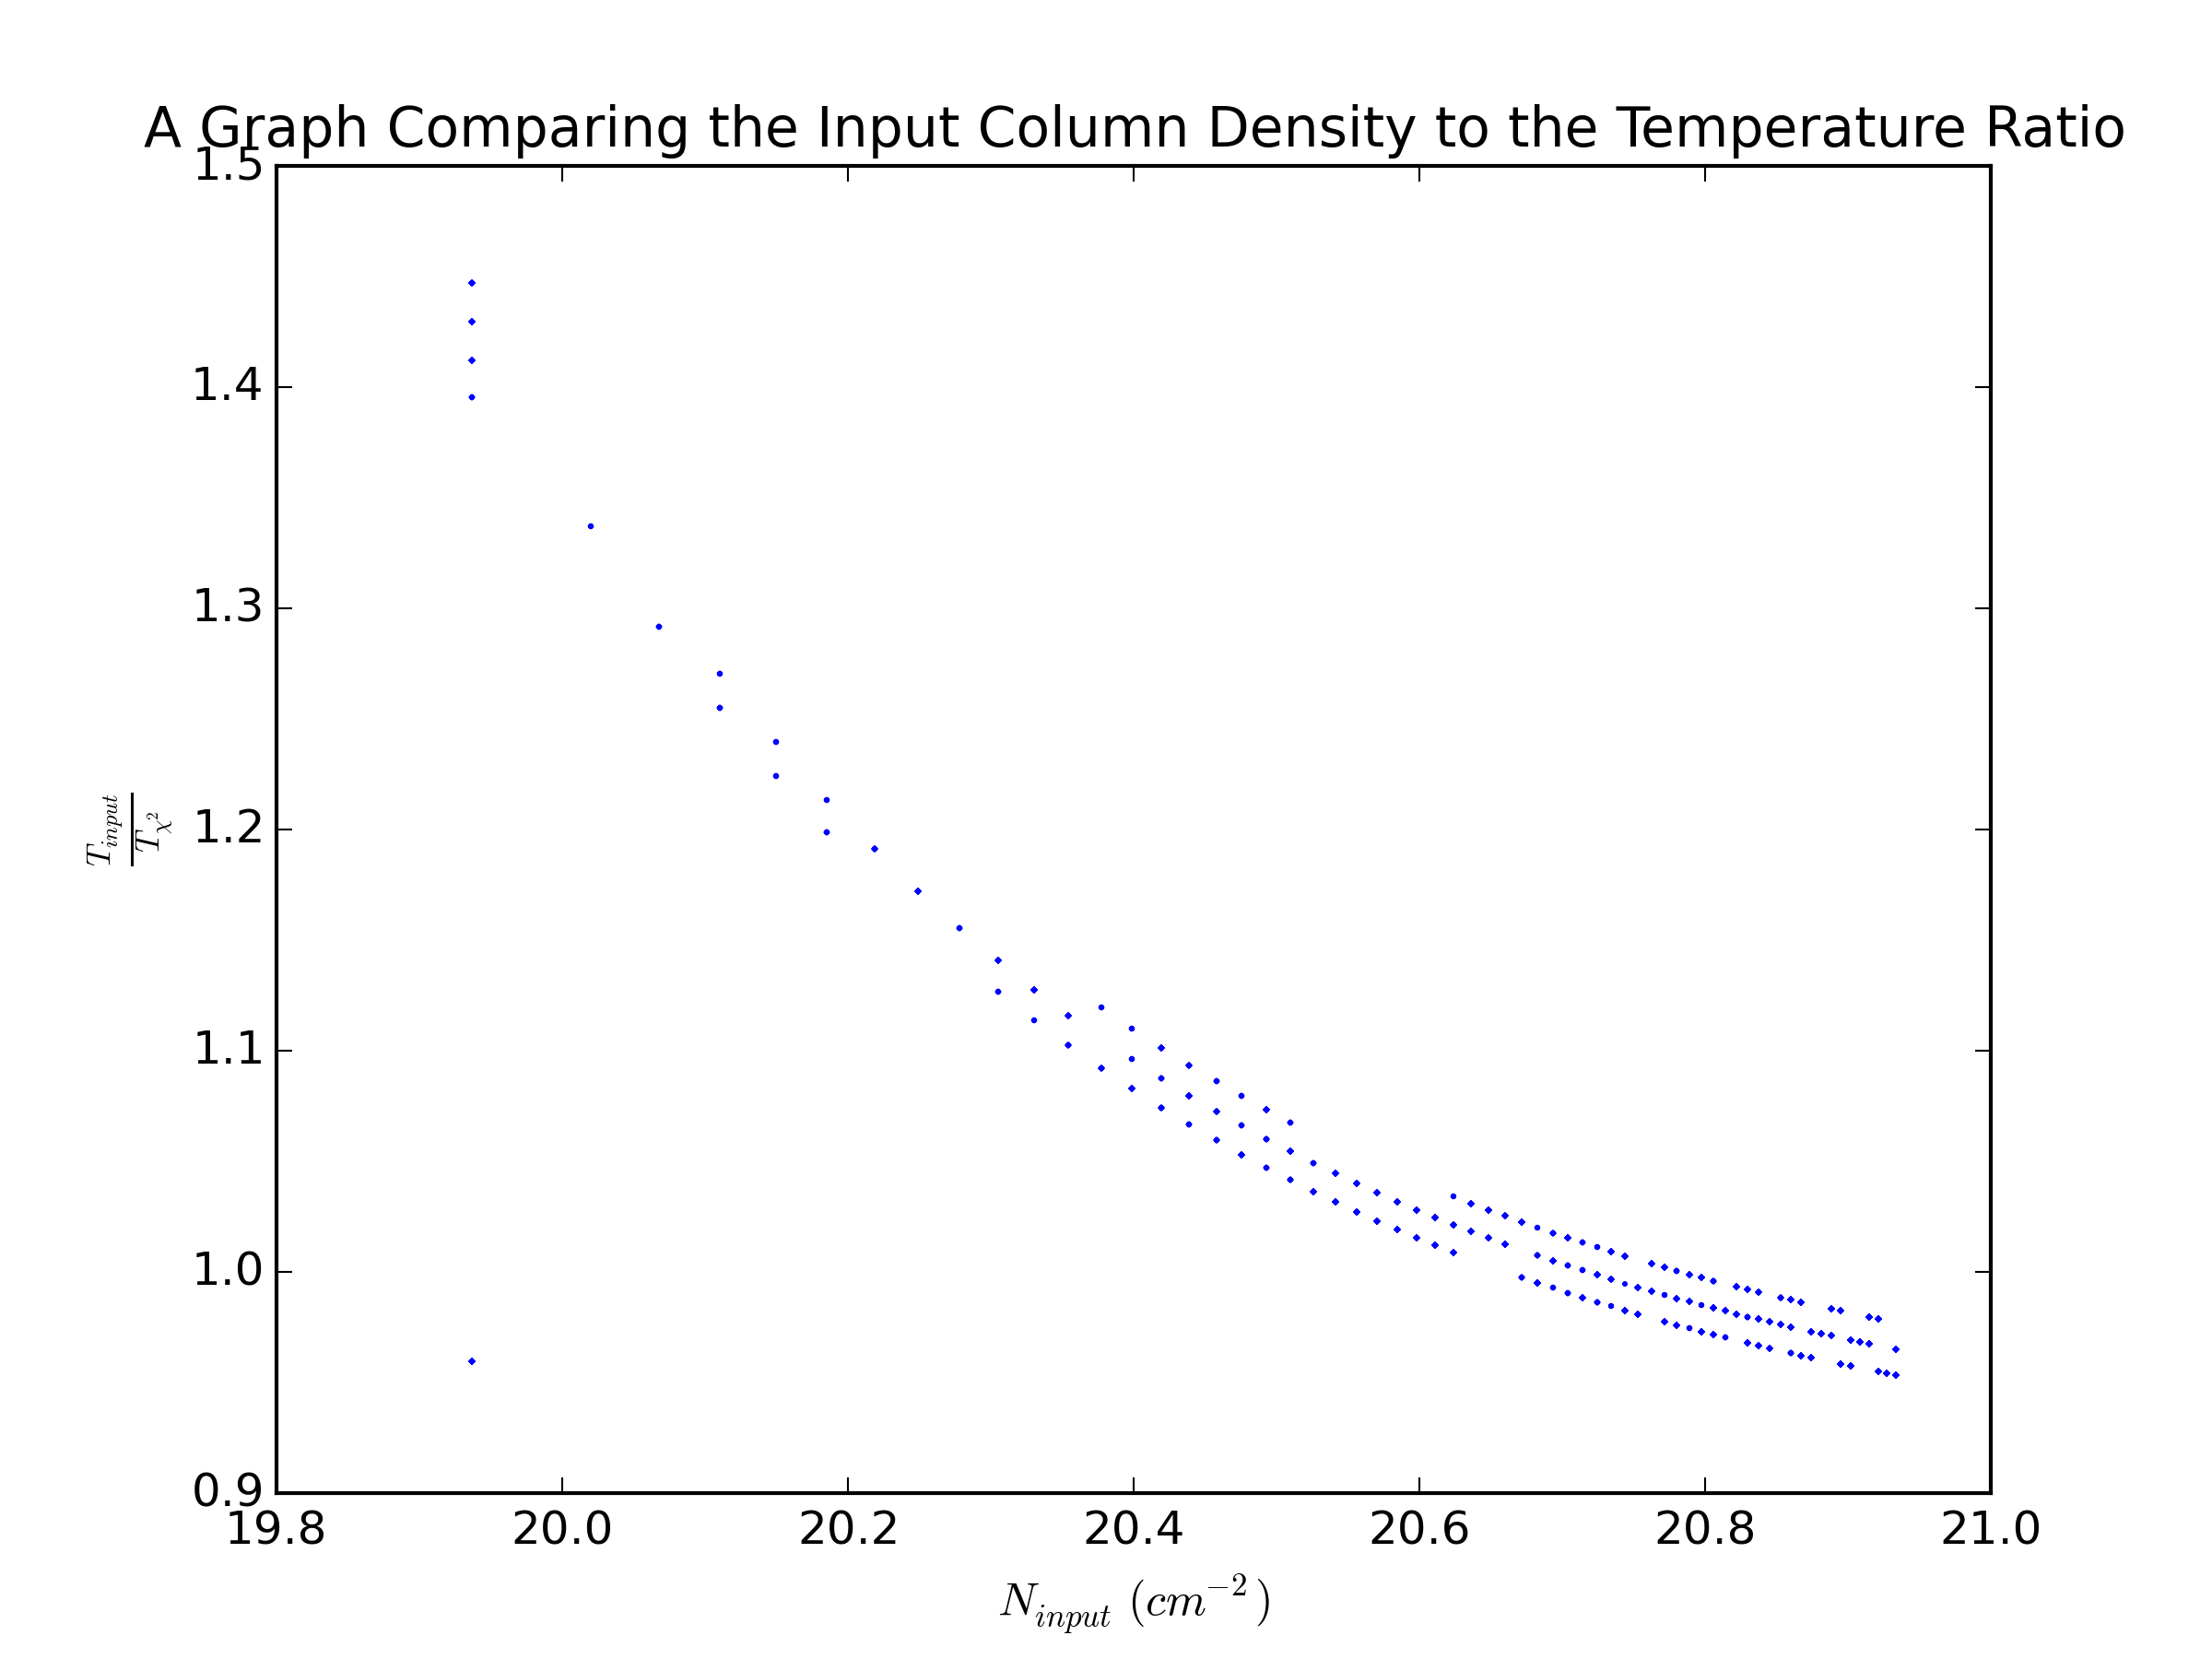 A Graph Comparing the Input Column Density to the Temperature Ratio
1.5
1.4
1.3
1.2
1.1
1.0
0.9
T_{input}
T_{χ^2}
19.8 20.0 20.2 20.4 20.6 20.8 21.0
N_{input} (cm^{-2})